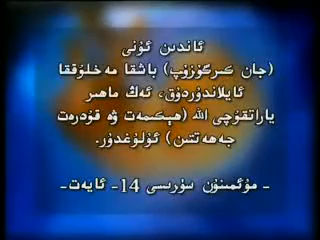 ئاندىن ئۇنى
(جان كىرگۈزۈپ) باشقا مەخلۇققا
ئايلاندۇردۇق، ئەڭ ماھىر
ياراتقۇچى الله (ھېكمەت ۋە قۇدرەت
جەھەتتىن) ئۇلۇغدۇر.
- مۇئمىنۇن سۈرىسى 14- ئايەت-